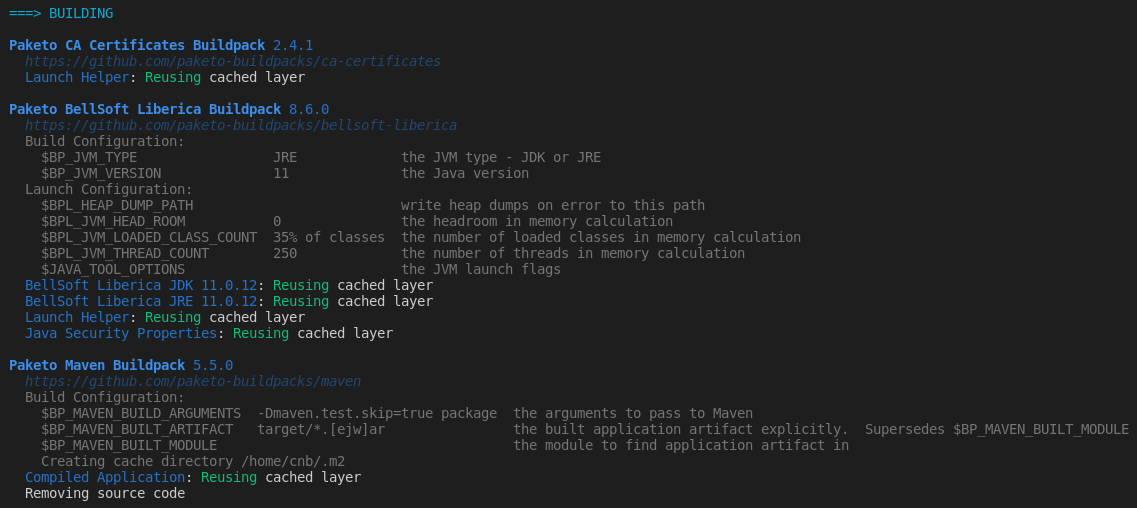 ===> BUILDING
Paketo CA Certificates Buildpack 2.4.1
https://github.com/paketo-buildpacks/ca-certificates
Launch Helper: Reusing cached layer
Paketo BellSoft Liberica Buildpack 8.6.0
https://github.com/paketo-buildpacks/bellsoft-liberica
Build Configuration:
$BP_JVM_TYPE                 JRE             the JVM type - JDK or JRE
$BP_JVM_VERSION              11              the Java version
Launch Configuration:
$BPL_HEAP_DUMP_PATH                          write heap dumps on error to this path
$BPL_JVM_HEAD_ROOM           0               the headroom in memory calculation
$BPL_JVM_LOADED_CLASS_COUNT  35% of classes  the number of loaded classes in memory calculation
$BPL_JVM_THREAD_COUNT        250             the number of threads in memory calculation
$JAVA_TOOL_OPTIONS                           the JVM launch flags
BellSoft Liberica JDK 11.0.12: Reusing cached layer
BellSoft Liberica JRE 11.0.12: Reusing cached layer
Launch Helper: Reusing cached layer
Java Security Properties: Reusing cached layer
Paketo Maven Buildpack 5.5.0
https://github.com/paketo-buildpacks/maven
Build Configuration:
$BP_MAVEN_BUILD_ARGUMENTS  -Dmaven.test.skip=true package  the arguments to pass to Maven
$BP_MAVEN_BUILT_ARTIFACT   target/*.[ejw]ar                the built application artifact explicitly.  Supersedes $BP_MAVEN_BUILT_MODULE
$BP_MAVEN_BUILT_MODULE                                     the module to find application artifact in
Creating cache directory /home/cnb/.m2
Compiled Application: Reusing cached layer
Removing source code